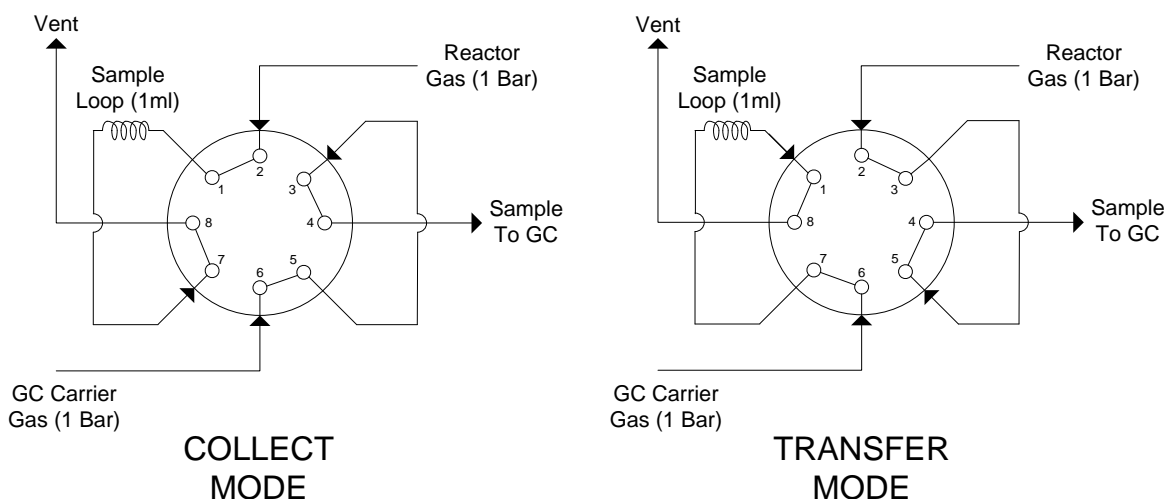 Vent
Reactor
Gas (1 Bar)
Sample
Loop (1ml)
2
1
3
8
4
7
6
5
Sample
To GC
GC Carrier
Gas (1 Bar)
COLLECT
MODE
Vent
Reactor
Gas (1 Bar)
Sample
Loop (1ml)
2
1
3
8
4
7
6
5
Sample
To GC
GC Carrier
Gas (1 Bar)
TRANSFER
MODE